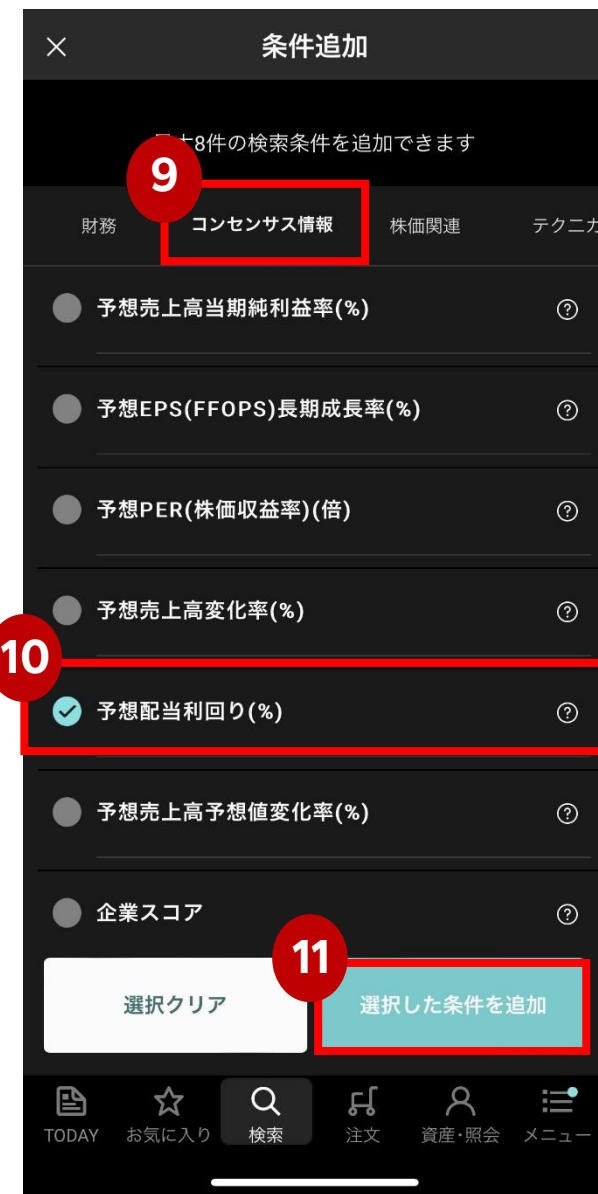 条件追加
8件の検索条件を追加できます
9
財務 コンセンサス情報 株価関連 テクニカ
予想売上高当期純利益率(%)
予想EPS(FFOPS)長期成長率(%)
予想PER(株価収益率)(倍)
予想売上高変化率(%)
10
予想配当利回り(%)
予想売上高予想値変化率(%)
企業スコア
11
選択クリア 選択した条件を追加
TODAY お気に入り 検索 注文 資産・照会 メニュー